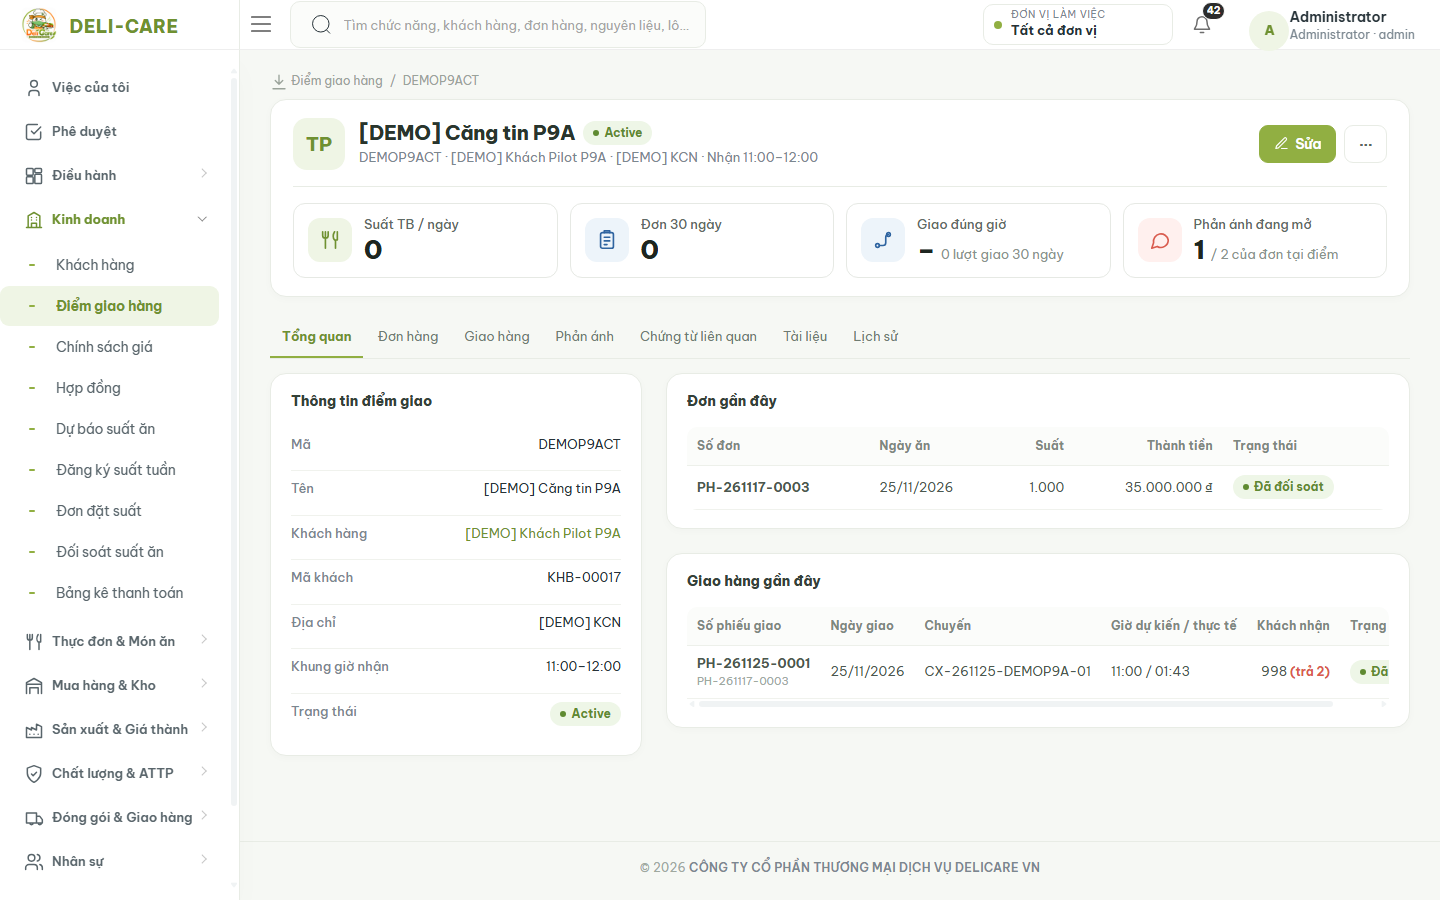 DELI-CARE
Tìm chức năng, khách hàng, đơn hàng, nguyên liệu, lô...
ĐƠN VỊ LÀM VIỆC
Tất cả đơn vị
42
A
Administrator
Administrator · admin
Việc của tôi
Phê duyệt
Điều hành
Kinh doanh
Khách hàng
Điểm giao hàng
Chính sách giá
Hợp đồng
Dự báo suất ăn
Đăng ký suất tuần
Đơn đặt suất
Đối soát suất ăn
Bảng kê thanh toán
Thực đơn & Món ăn
Mua hàng & Kho
Sản xuất & Giá thành
Chất lượng & ATTP
Đóng gói & Giao hàng
Nhân sự
Điểm giao hàng / DEMOP9ACT
TP
[DEMO] Căng tin P9A
Active
DEMOP9ACT · [DEMO] Khách Pilot P9A · [DEMO] KCN · Nhận 11:00–12:00
Sửa
...
Suất TB / ngày
0
Đơn 30 ngày
0
Giao đúng giờ
– 0 lượt giao 30 ngày
Phản ánh đang mở
1 / 2 của đơn tại điểm
Tổng quan Đơn hàng Giao hàng Phản ánh Chứng từ liên quan Tài liệu Lịch sử
Thông tin điểm giao
Mã DEMOP9ACT
Tên [DEMO] Căng tin P9A
Khách hàng [DEMO] Khách Pilot P9A
Mã khách KHB-00017
Địa chỉ [DEMO] KCN
Khung giờ nhận 11:00–12:00
Trạng thái Active
Đơn gần đây
Số đơn Ngày ăn Suất Thành tiền Trạng thái
PH-261117-0003 25/11/2026 1.000 35.000.000 ₫ Đã đối soát
Giao hàng gần đây
Số phiếu giao Ngày giao Chuyến Giờ dự kiến / thực tế Khách nhận Trạng
PH-261125-0001 25/11/2026 CX-261125-DEMOP9A-01 11:00 / 01:43 998 (trả 2) Đã
PH-261117-0003
© 2026 CÔNG TY CỔ PHẦN THƯƠNG MẠI DỊCH VỤ DELICARE VN